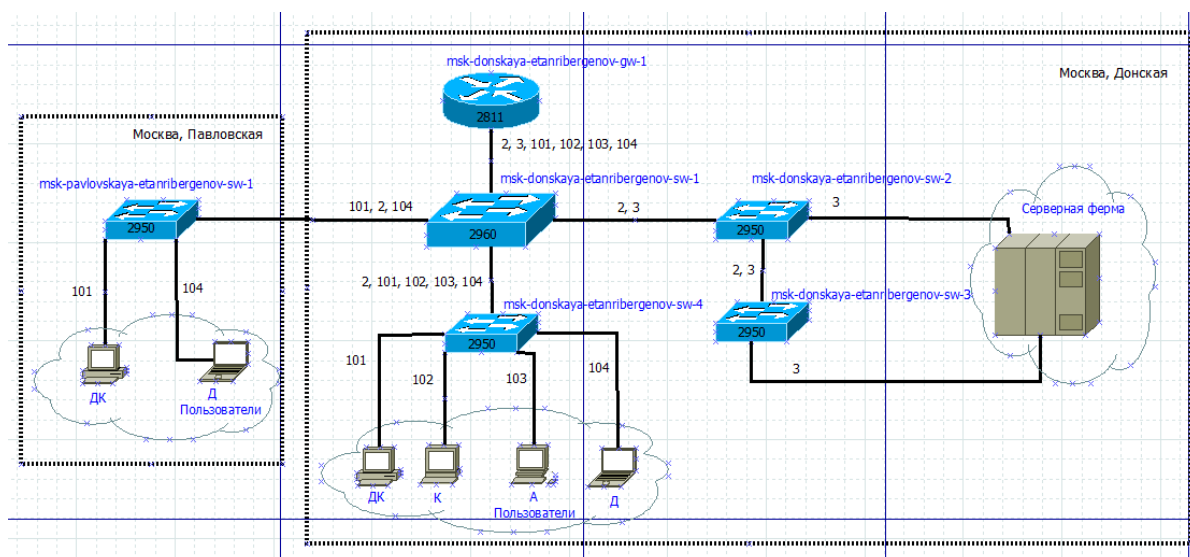 msk-donskaya-etanribergenov-gw-1
Москва, Донская
2811
Москва, Павловская
2, 3, 101, 102, 103, 104
msk-pavlovskaya-etanribergenov-sw-1
msk-donskaya-etanribergenov-sw-1
msk-donskaya-etanribergenov-sw-2
101, 2, 104
2, 3
3
Серверная ферма
2950
2960
2950
2, 3
2, 101, 102, 103, 104
101
104
msk-donskaya-etanribergenov-sw-3
msk-donskaya-etanribergenov-sw-4
2950
2950
101
102
103
104
3
ДК
Д
Пользователи
ДК
К
А
Д
Пользователи